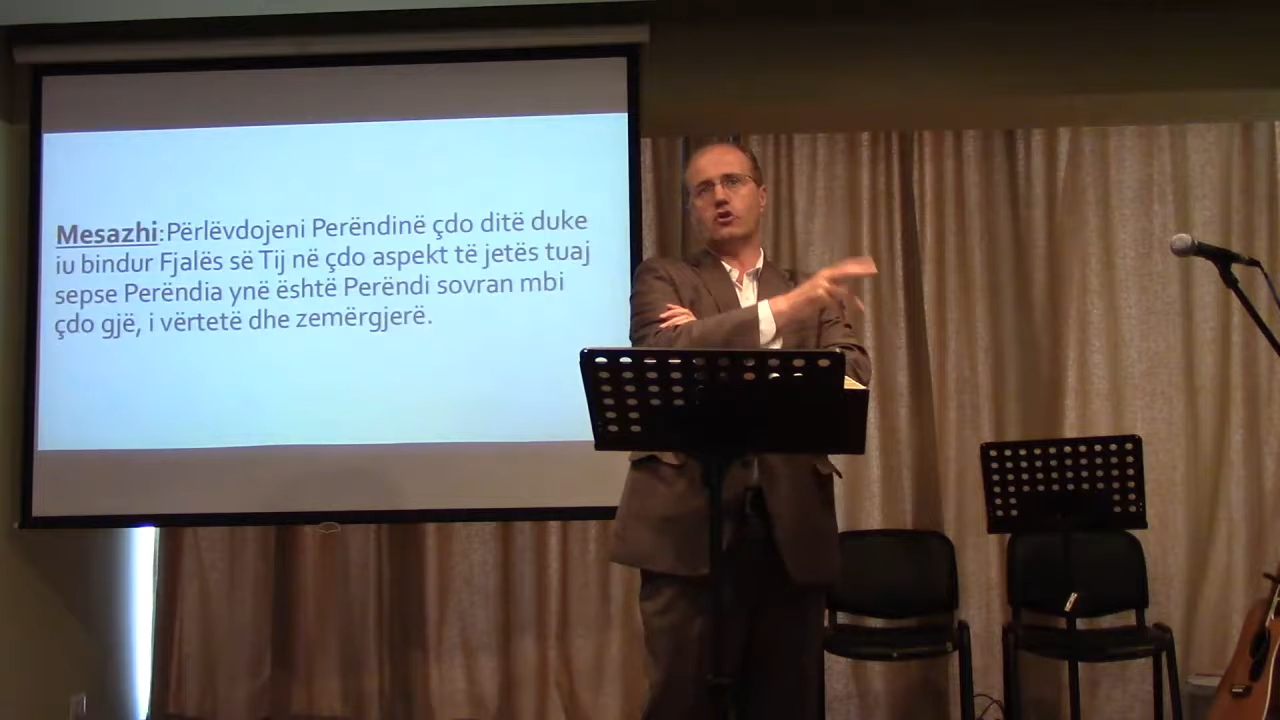 Mesazhi:Përlëvdojeni Perëndinë çdo ditë duke
iu bindur Fjalës së Tij në çdo aspekt të jetës tuaj
sepse Perëndia ynë është Perëndi sovran mbi
çdo gjë, i vërtetë dhe zemërgjerë.